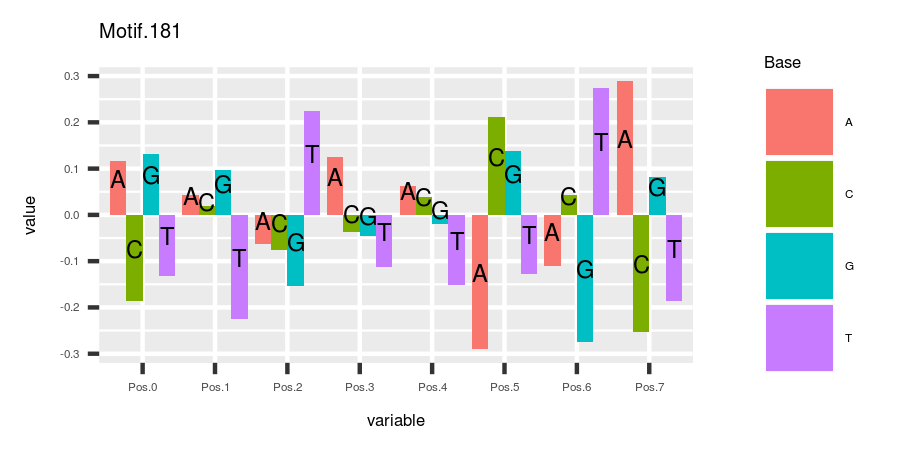 Motif.181
Base
0.3
0.2
0.1
0.0
-0.1
-0.2
-0.3
value
A C G T
A C G T
A C G T
A C G T
A C G T
A C G T
A C G T
A C G T
Pos.0 Pos.1 Pos.2 Pos.3 Pos.4 Pos.5 Pos.6 Pos.7
variable
A
C
G
T